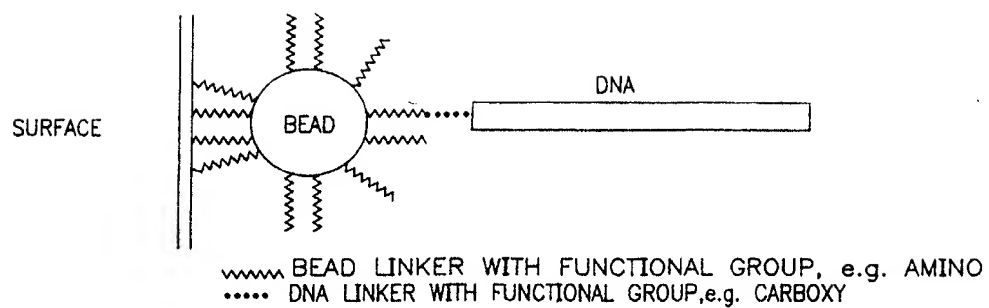 DNA
SURFACE
BEAD
BEAD LINKER WITH FUNCTIONAL GROUP, e.g. AMINO
DNA LINKER WITH FUNCTIONAL GROUP,e.g. CARBOXY